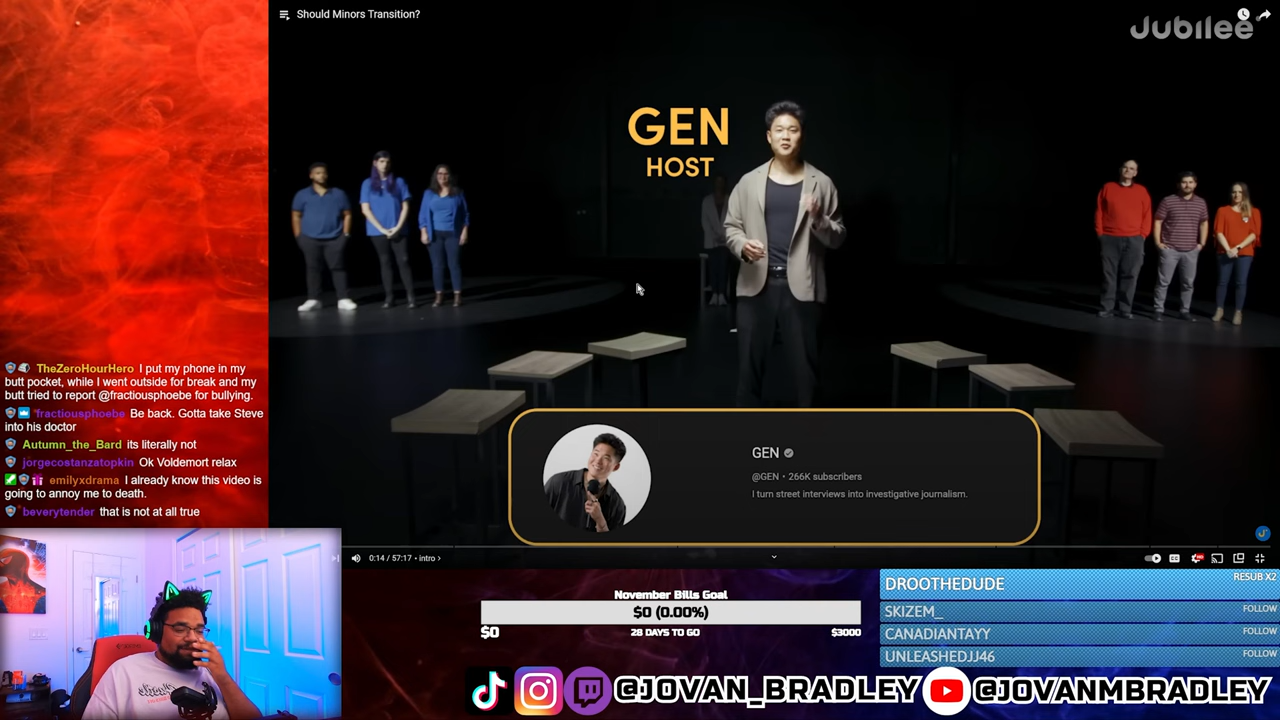 Should Minors Transition?
Jubilee
GEN
HOST
TheZeroHourHero I put my phone in my
butt pocket, while I went outside for break and my
butt tried to report @fractiousphoebe for bullying.
fractiousphoebe Be back. Gotta take Steve
into his doctor
Autumn_the_Bard its literally not
jorgecostanzatopkin Ok Voldemort relax
emilyxdrama I already know this video is
going to annoy me to death.
beverytender that is not at all true
GEN
@GEN • 266K subscribers
I turn street interviews into investigative journalism.
0:14 / 57:17 • intro ›
November Bills Goal
$0 (0.00%)
$0
28 DAYS TO GO
$3000
DROOTHEDUDE
RESUB X2
SKIZEM_
FOLLOW
CANADIANTAYY
FOLLOW
UNLEASHEDJJ46
FOLLOW
@JOVAN_BRADLEY
@JOVANMBRADLEY